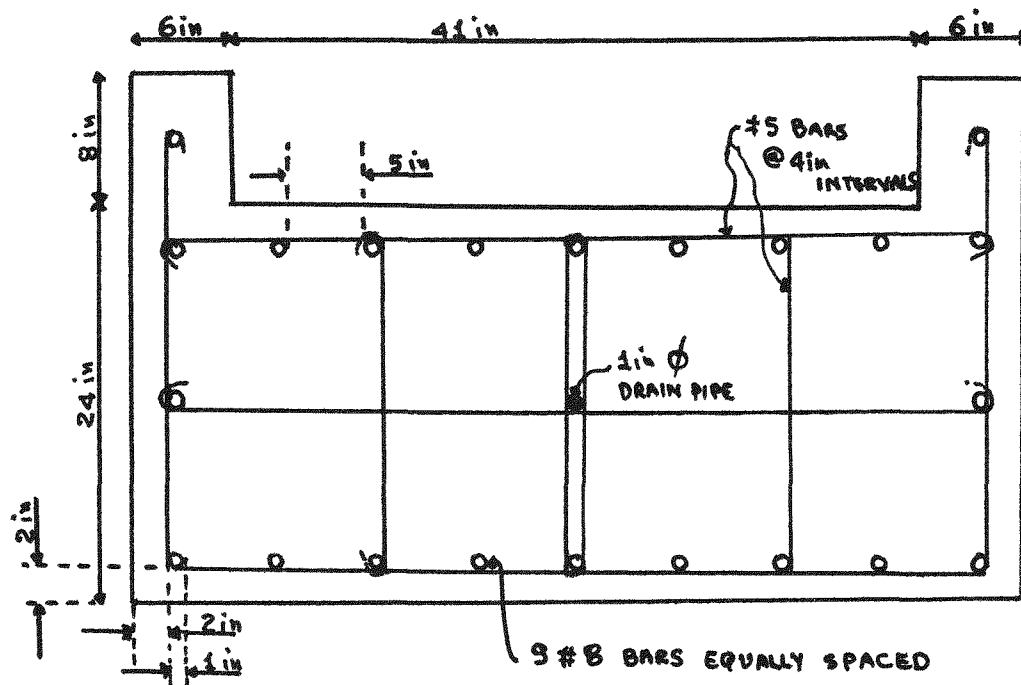 6in
41in
6in
8in
5in
#5 BARS
@ 4in
INTERVALS
24in
1in Ø
DRAIN PIPE
2in
2in
1in
9 #8 BARS EQUALLY SPACED